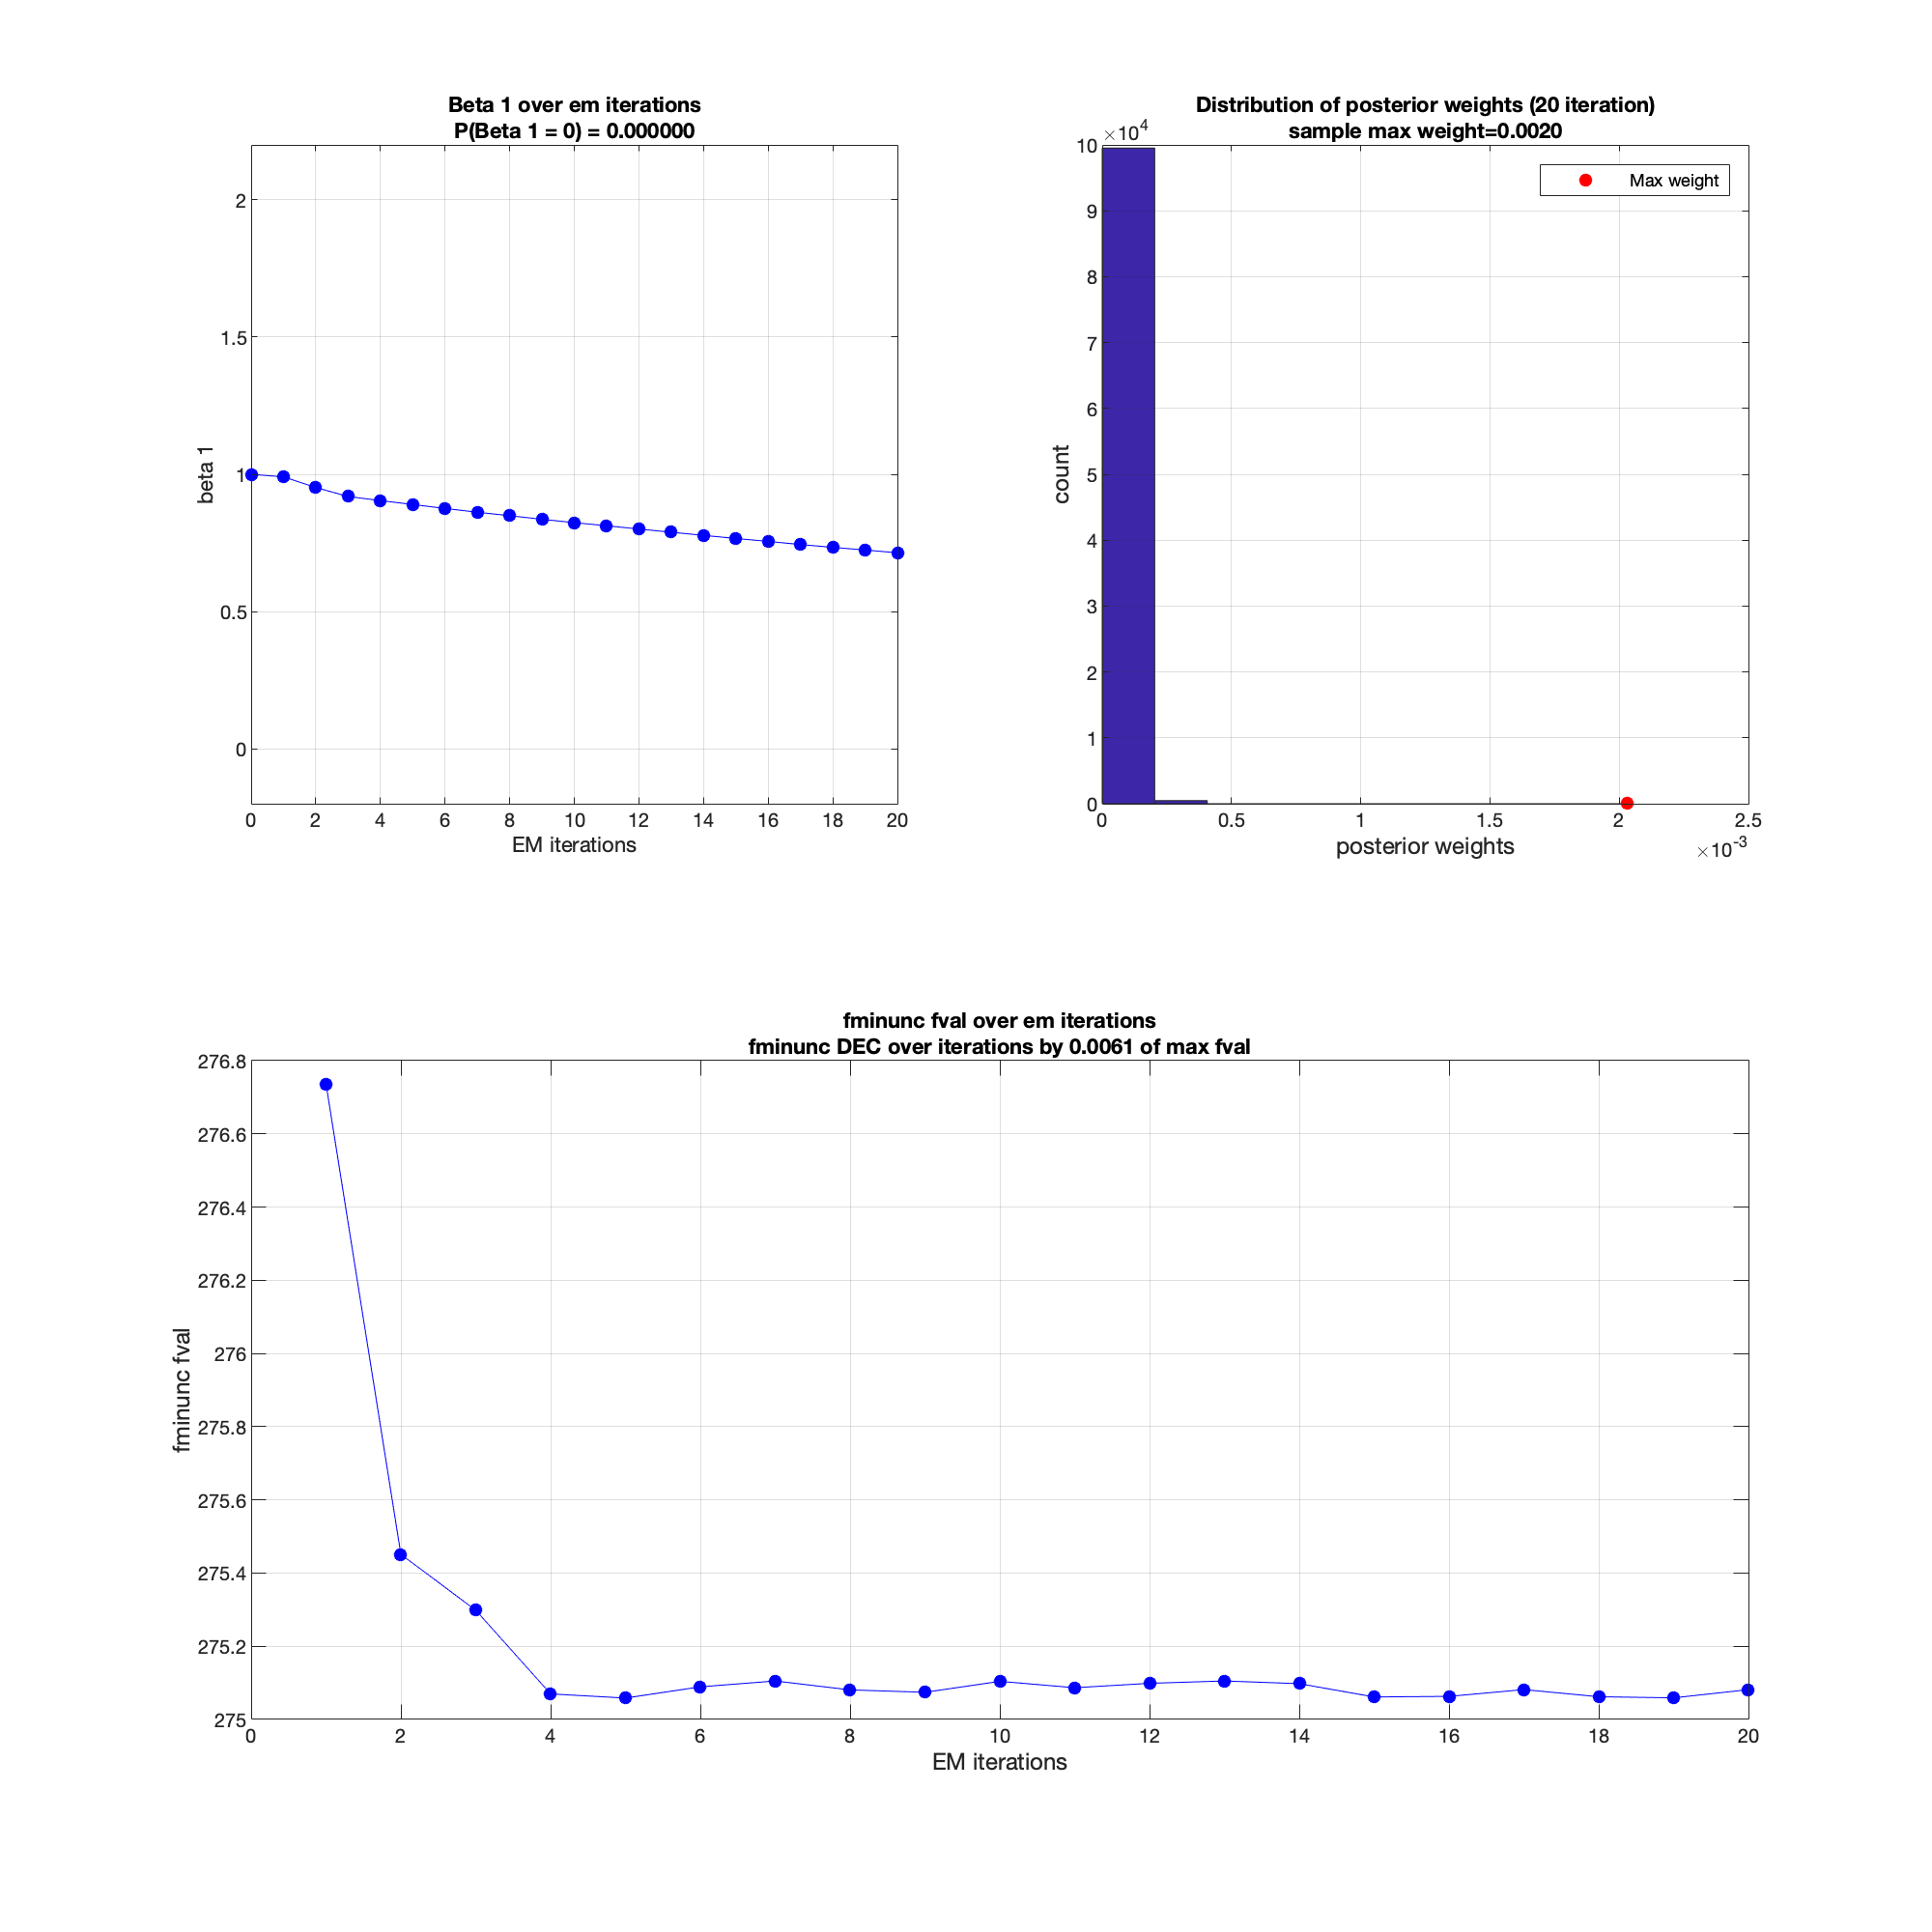 Beta 1 over em iterations
P(Beta 1 = 0) = 0.000000
2
1.5
1
0.5
0
beta 1
0 2 4 6 8 10 12 14 16 18 20
EM iterations
Distribution of posterior weights (20 iteration)
sample max weight=0.0020
×10^4
10
9
8
7
6
5
4
3
2
1
0
count
Max weight
0 0.5 1 1.5 2 2.5
posterior weights
×10^-3
fminunc fval over em iterations
fminunc DEC over iterations by 0.0061 of max fval
276.8
276.6
276.4
276.2
276
275.8
275.6
275.4
275.2
275
fminunc fval
0 2 4 6 8 10 12 14 16 18 20
EM iterations